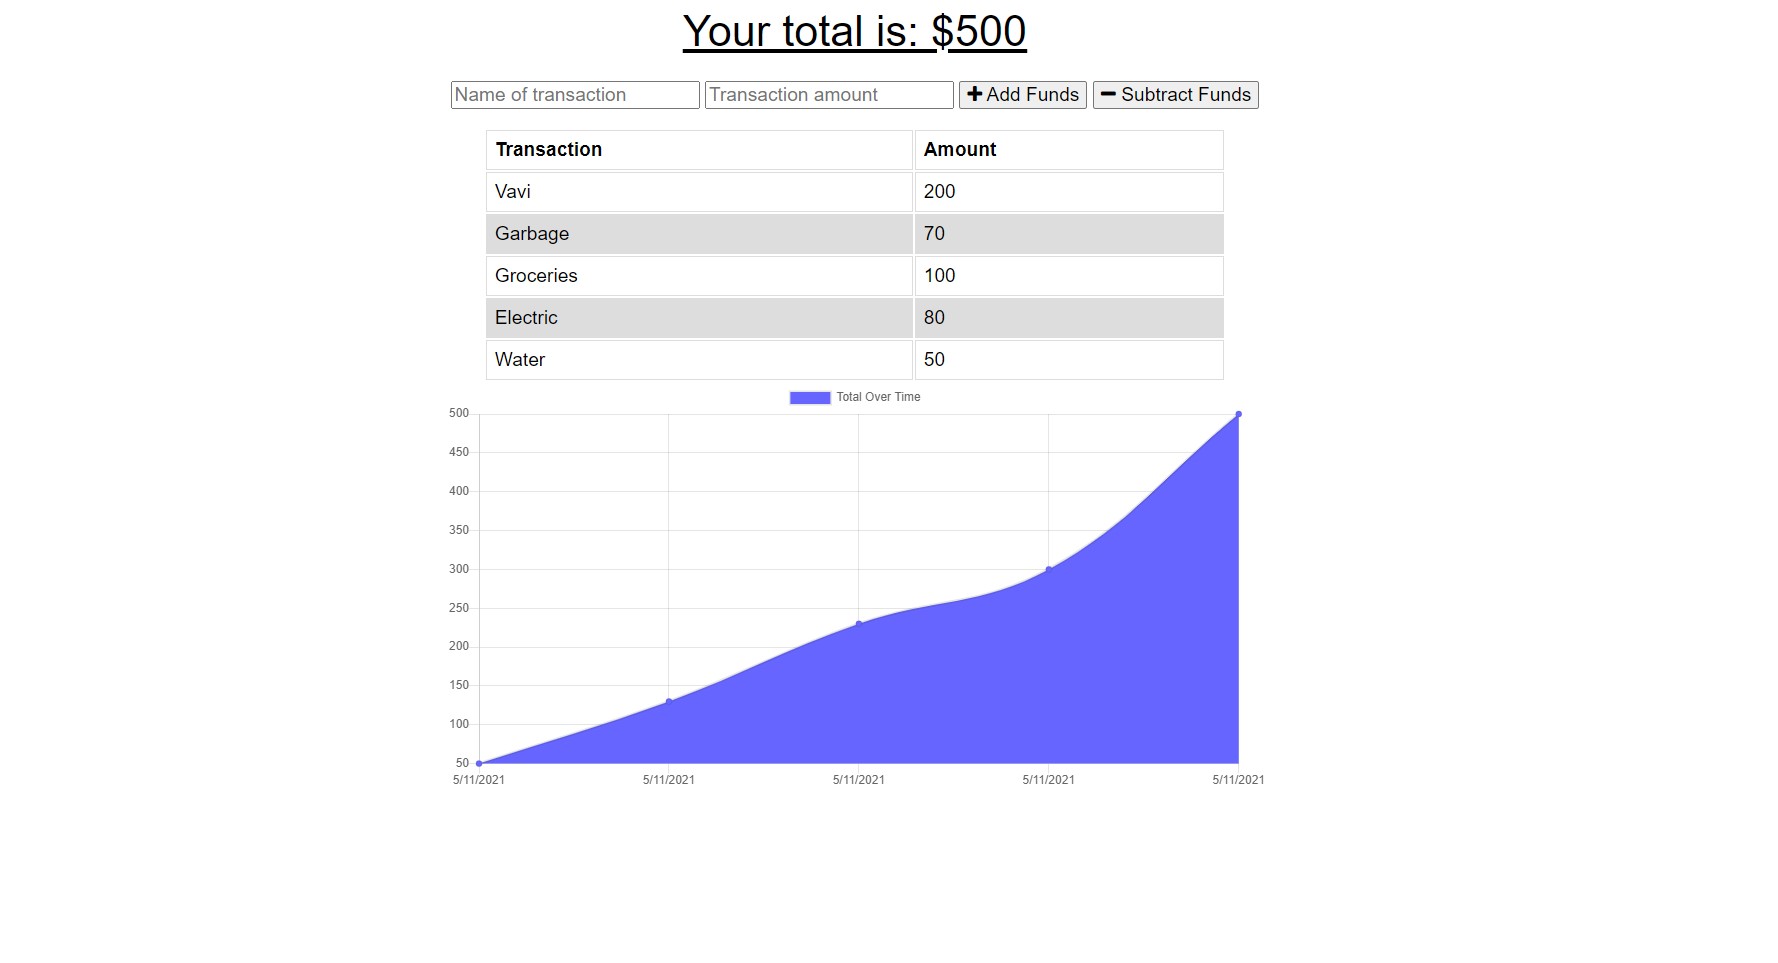 Your total is: $500
Name of transaction Transaction amount Add Funds Subtract Funds
Transaction Amount
Vavi 200
Garbage 70
Groceries 100
Electric 80
Water 50
Total Over Time
500
450
400
350
300
250
200
150
100
50
5/11/2021 5/11/2021 5/11/2021 5/11/2021 5/11/2021